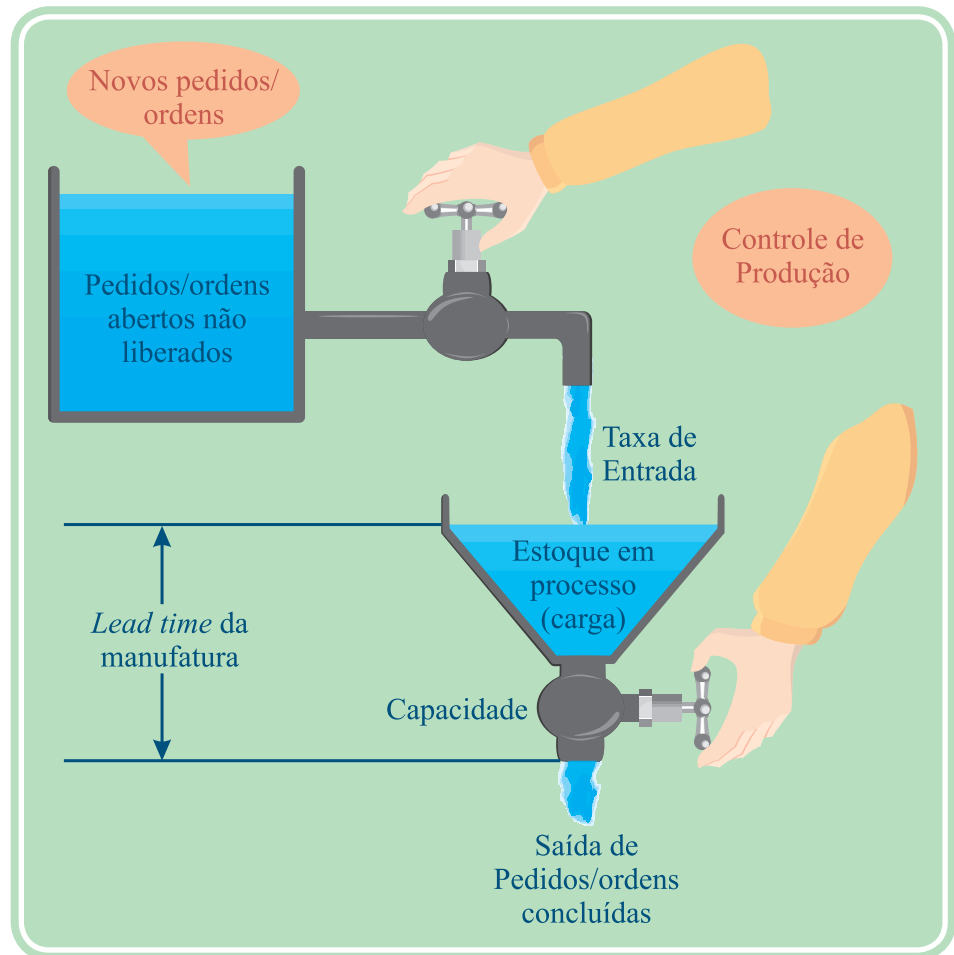 Novos pedidos/
ordens
Controle de
Produção
Pedidos/ordens
abertos não
liberados
Taxa de
Entrada
Estoque em
processo
(carga)
Lead time da
manufatura
Capacidade
Saída de
Pedidos/ordens
concluídas